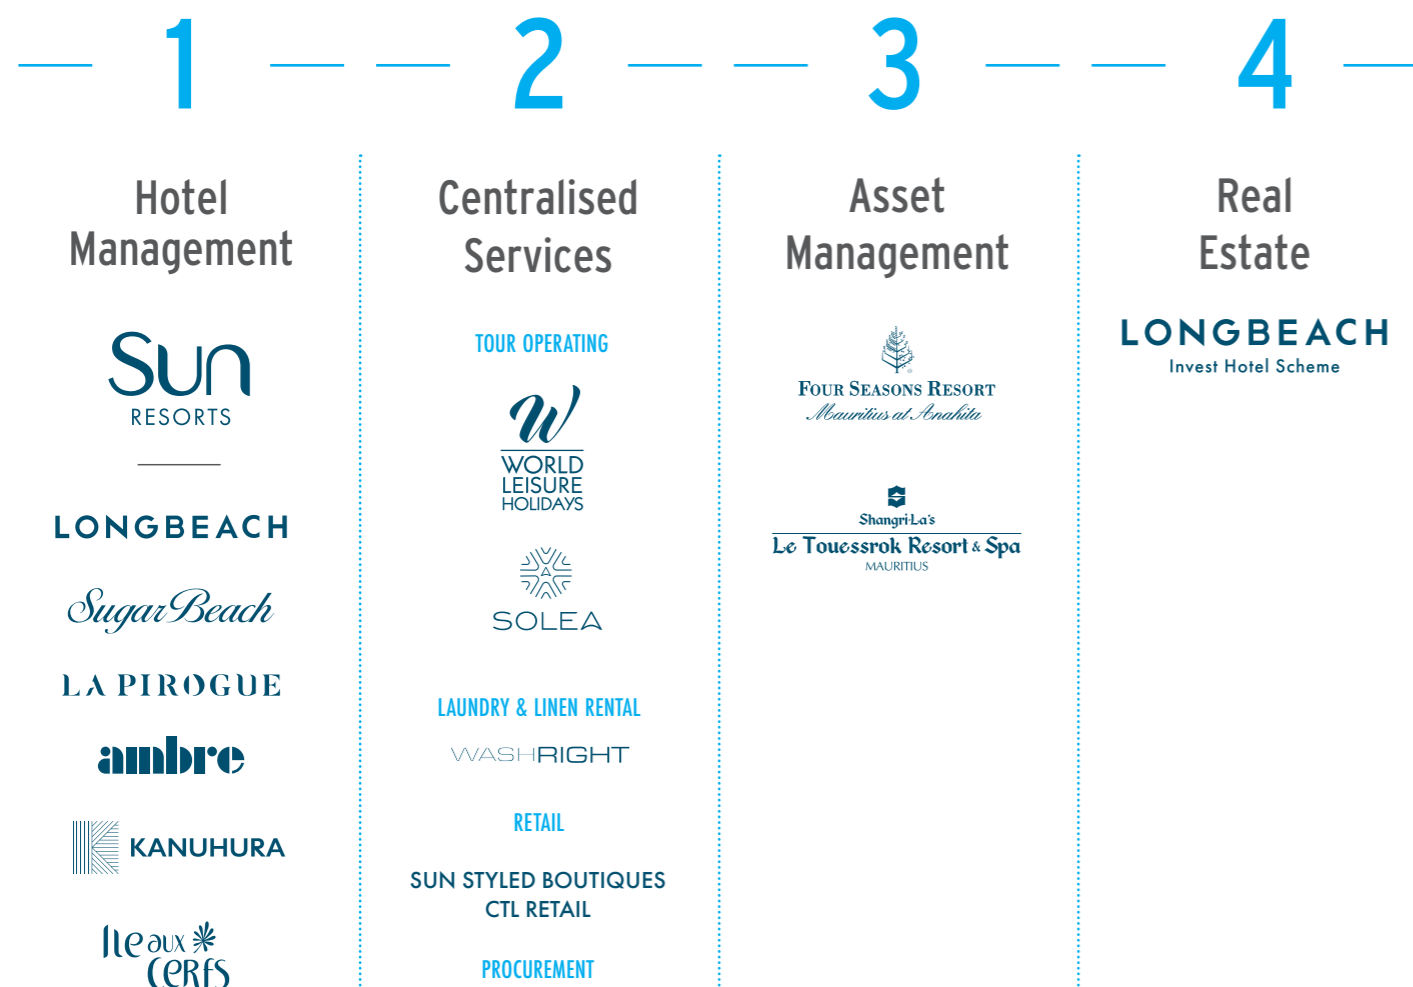 1
Hotel
Management
Sun
RESORTS
LONGBEACH
Sugar Beach
LA PIROGUE
ambre
KANUHURA
Ile aux
CERFS
2
Centralised
Services
TOUR OPERATING
W
WORLD
LEISURE
HOLIDAYS
SOLEA
LAUNDRY & LINEN RENTAL
WASHRIGHT
RETAIL
SUN STYLED BOUTIQUES
CTL RETAIL
PROCUREMENT
3
Asset
Management
FOUR SEASONS RESORT
Mauritius at Anahita
Shangri-La's
Le Touessrok Resort & Spa
MAURITIUS
4
Real
Estate
LONGBEACH
Invest Hotel Scheme